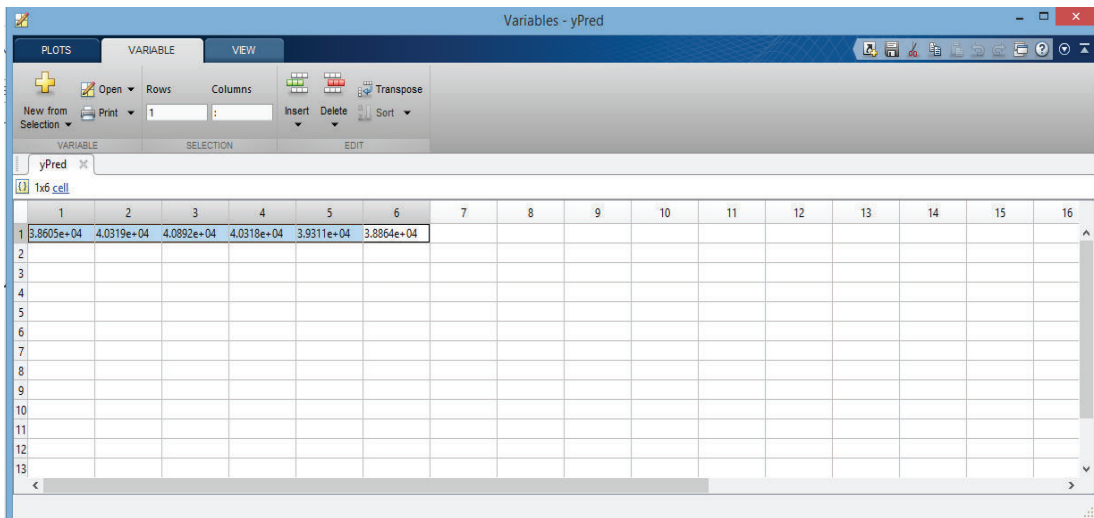 Variables - yPred
PLOTS VARIABLE VIEW
Open Rows Columns Transpose
New from Selection Print 1 : Insert Delete Sort
VARIABLE SELECTION EDIT
yPred
1x6 cell
1 2 3 4 5 6 7 8 9 10 11 12 13 14 15 16
1 3.8605e+04 4.0319e+04 4.0892e+04 4.0318e+04 3.9311e+04 3.8864e+04
2
3
4
5
6
7
8
9
10
11
12
13